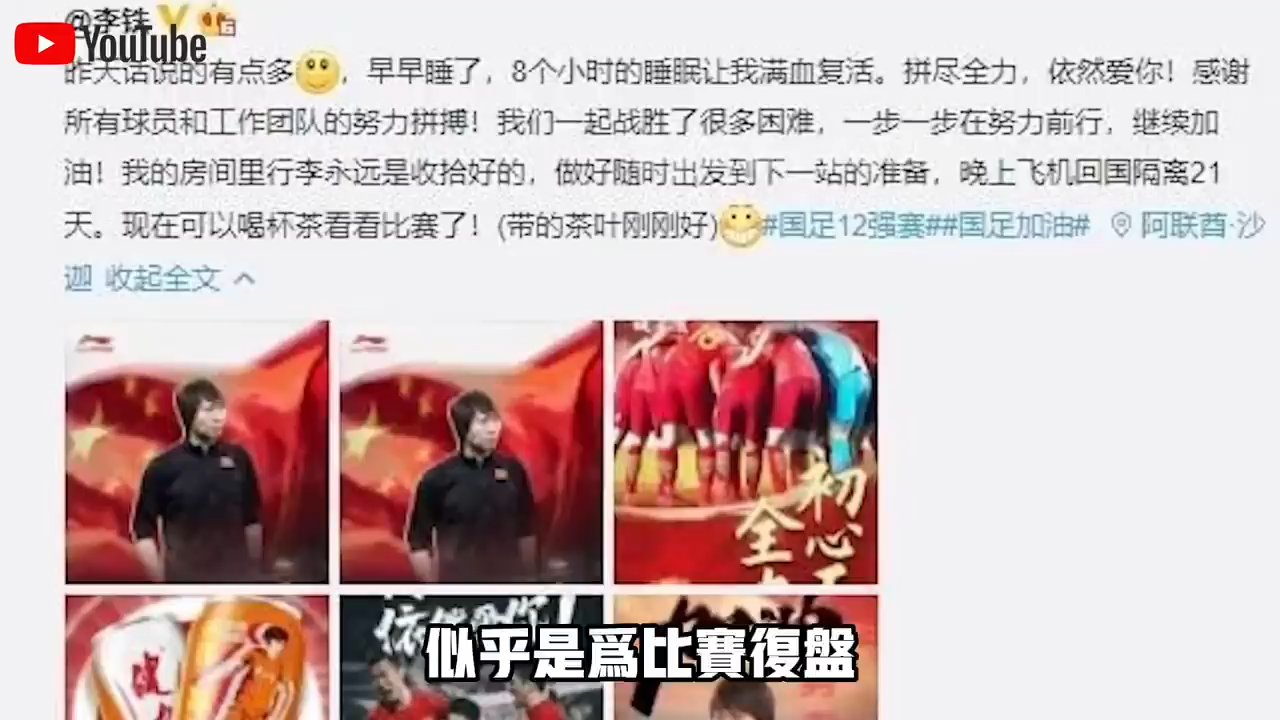 @李铁
YouTube
昨天话说的有点多，早早睡了，8个小时的睡眠让我满血复活。拼尽全力，依然爱你！感谢
所有球员和工作团队的努力拼搏！我们一起战胜了很多困难，一步一步在努力前行，继续加
油！我的房间里行李永远是收拾好的，做好随时出发到下一站的准备，晚上飞机回国隔离21
天。现在可以喝杯茶看看比赛了！(带的茶叶刚刚好)#国足12强赛##国足加油# 阿联酋·沙
迦 收起全文
初心
全
似乎是爲比賽復盤